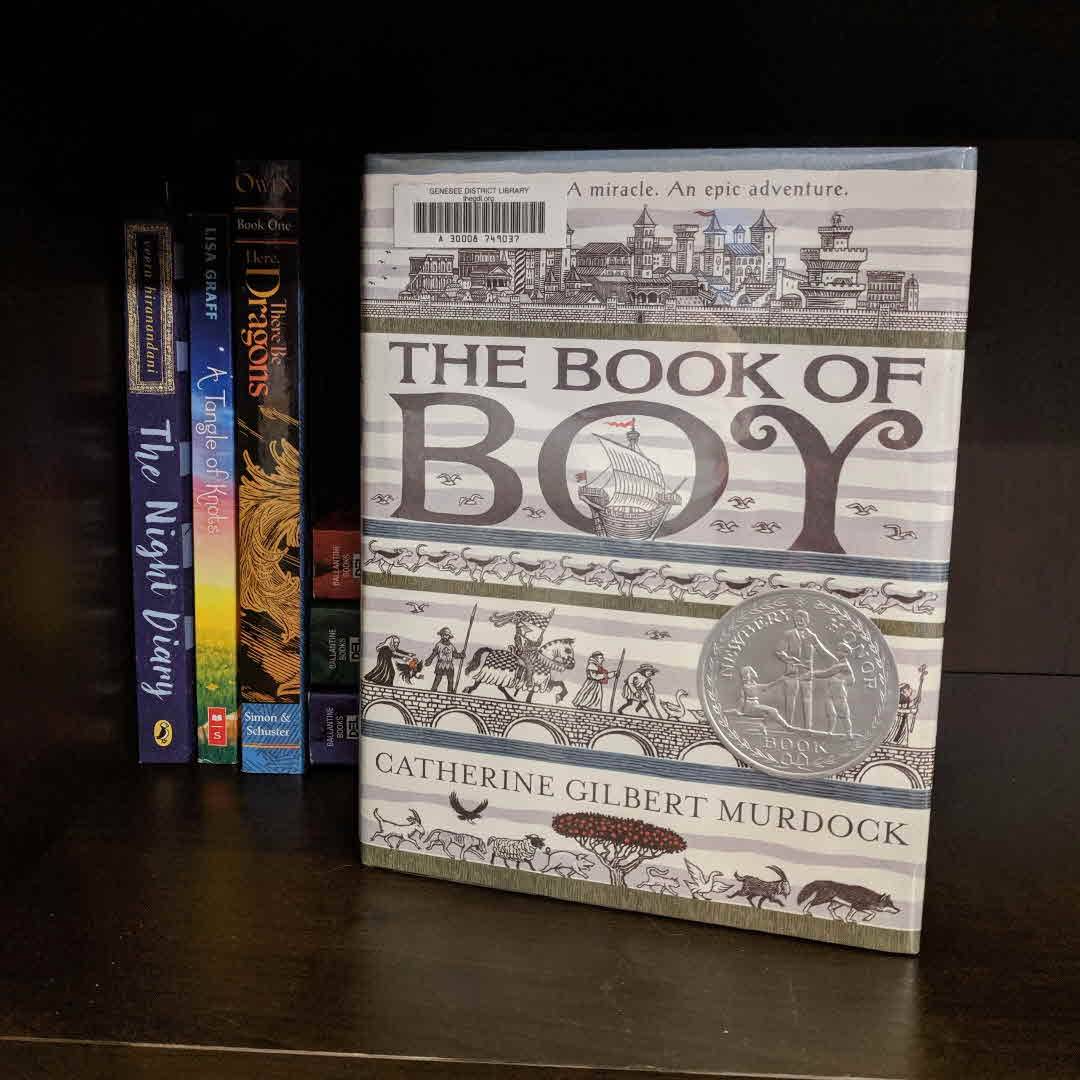 veera hiranandani
The Night Diary
LISA GRAFF
A Tangle of Knots
S
Book One
Here,
There Be
Dragons
Simon &
Schuster
BALLANTINE
BOOKS
BALLANTINE
BOOKS
BALLANTINE
BOOKS
GENESEE DISTRICT LIBRARY
thegdl.org
A 30008 749037
A miracle. An epic adventure.
THE BOOK OF
BOY
NEWBERY HONOR
BOOK
CATHERINE GILBERT MURDOCK